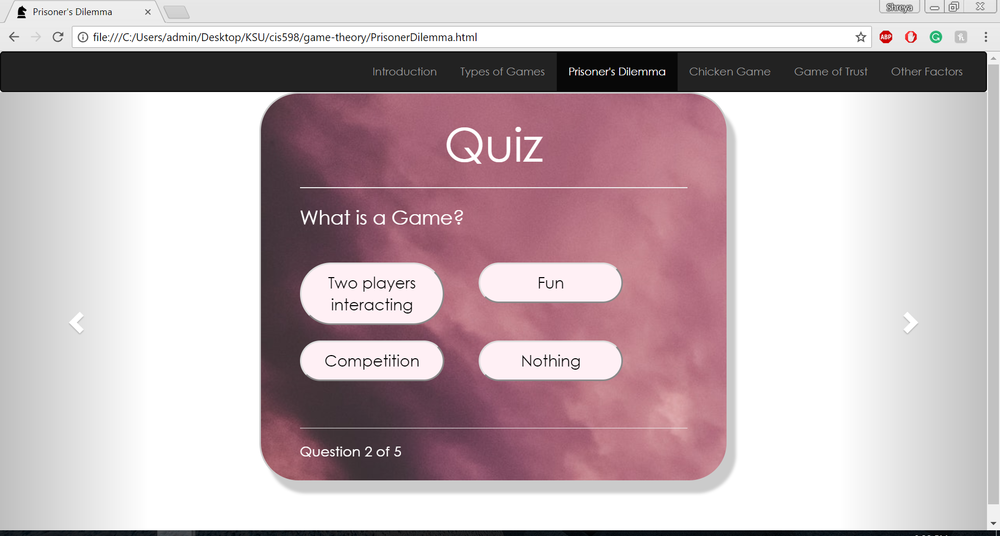 Prisoner's Dilemma
Shreya
file:///C:/Users/admin/Desktop/KSU/cis598/game-theory/PrisonerDilemma.html
ABP
Introduction Types of Games Prisoner's Dilemma Chicken Game Game of Trust Other Factors
Quiz
What is a Game?
Two players
interacting
Fun
Competition
Nothing
Question 2 of 5